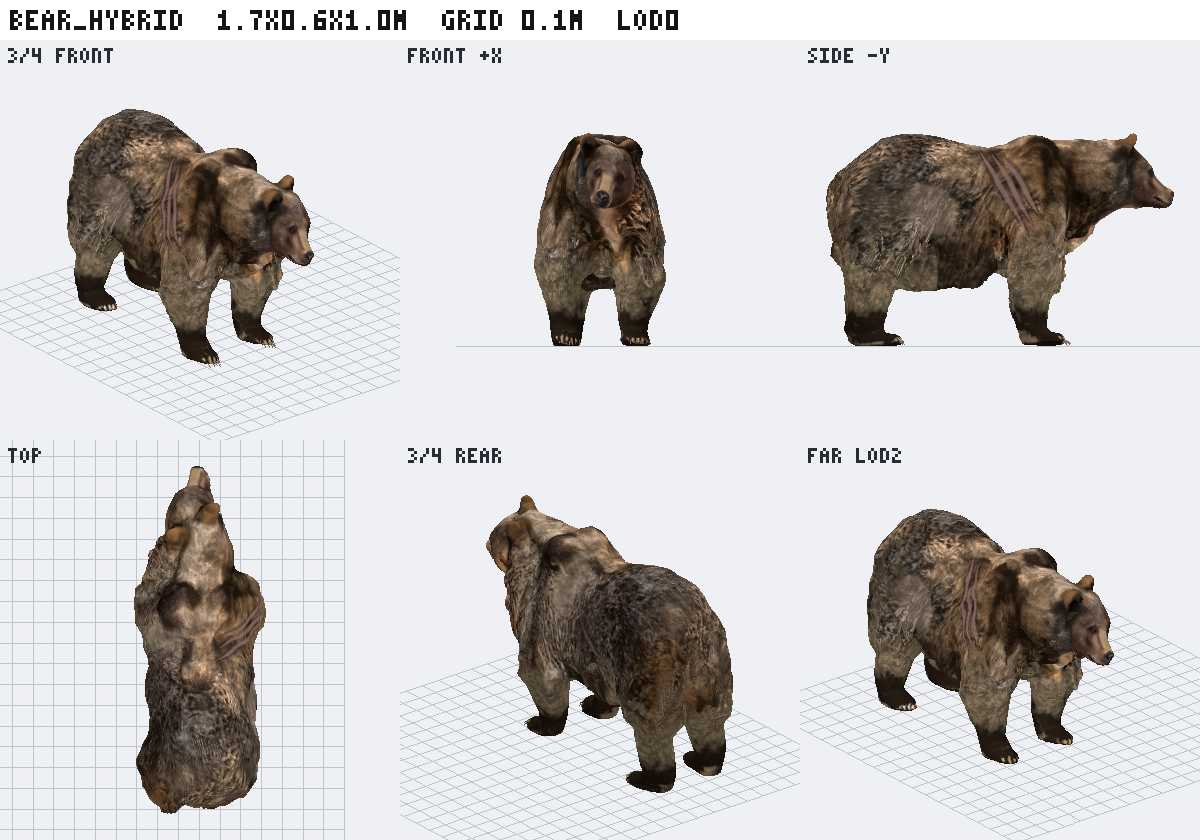 BEAR_HYBRID 1.7X0.6X1.0M GRID 0.1M LOD0
3/4 FRONT
FRONT +X
SIDE -Y
TOP
3/4 REAR
FAR LOD2